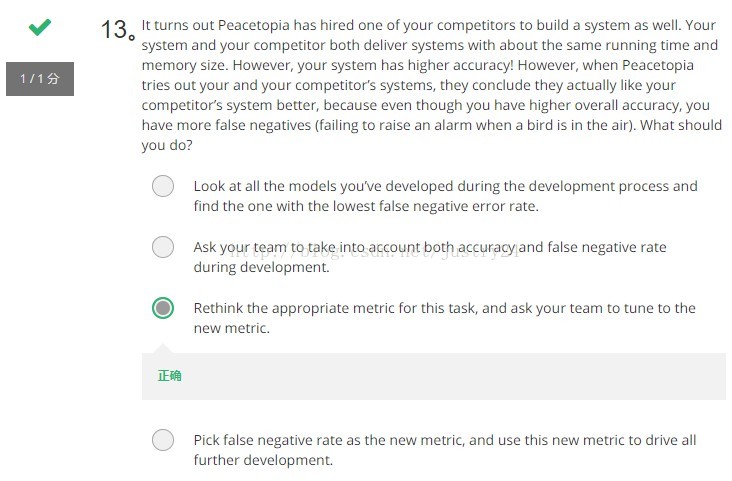 13。 It turns out Peacetopia has hired one of your competitors to build a system as well. Your
system and your competitor both deliver systems with about the same running time and
1 / 1 分
memory size. However, your system has higher accuracy! However, when Peacetopia
tries out your and your competitor’s systems, they conclude they actually like your
competitor’s system better, because even though you have higher overall accuracy, you
have more false negatives (failing to raise an alarm when a bird is in the air). What should
you do?
Look at all the models you’ve developed during the development process and
find the one with the lowest false negative error rate.
Ask your team to take into account both accuracy and false negative rate
during development.
Rethink the appropriate metric for this task, and ask your team to tune to the
new metric.
正确
Pick false negative rate as the new metric, and use this new metric to drive all
further development.